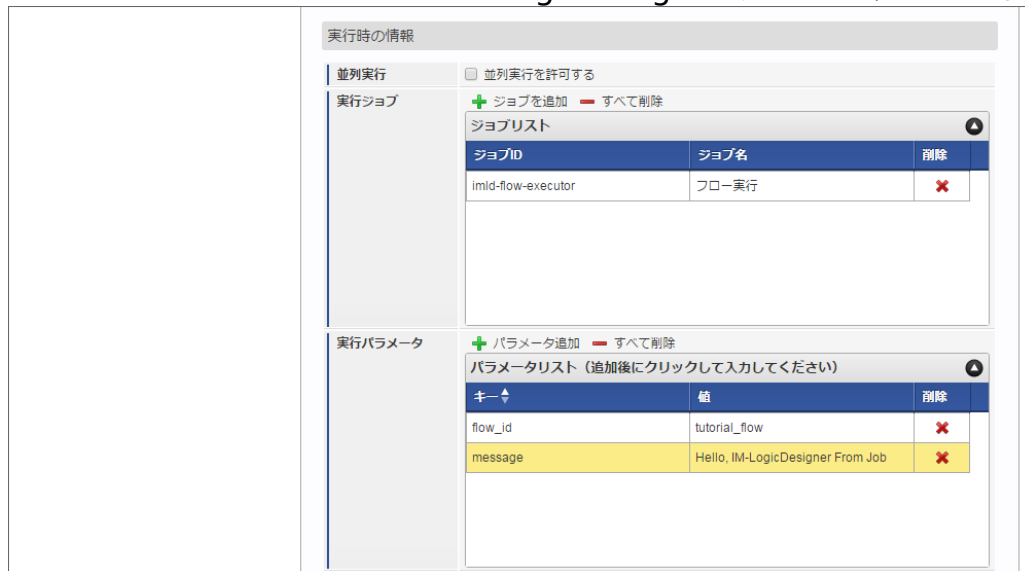 実行時の情報
並列実行 並列実行を許可する
実行ジョブ ジョブを追加 すべて削除
ジョブリスト
ジョブID ジョブ名 削除
imld-flow-executor フロー実行
実行パラメータ パラメータ追加 すべて削除
パラメータリスト（追加後にクリックして入力してください）
キー 値 削除
flow_id tutorial_flow
message Hello, IM-LogicDesigner From Job